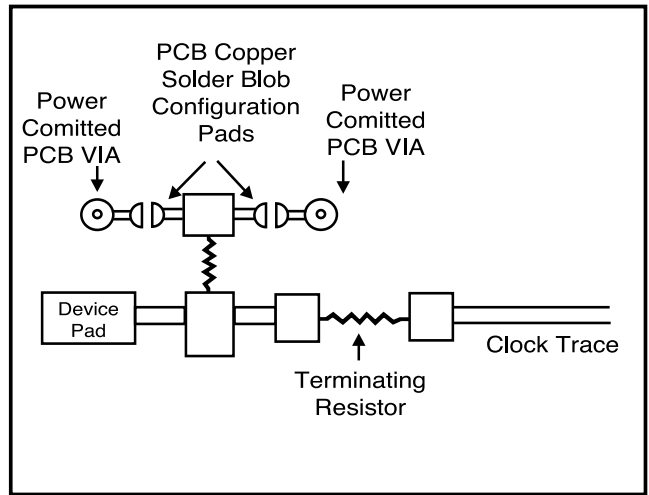 PCB Copper
Solder Blob
Configuration
Pads
Power
Comitted
PCB VIA
Power
Comitted
PCB VIA
Device
Pad
Clock Trace
Terminating
Resistor